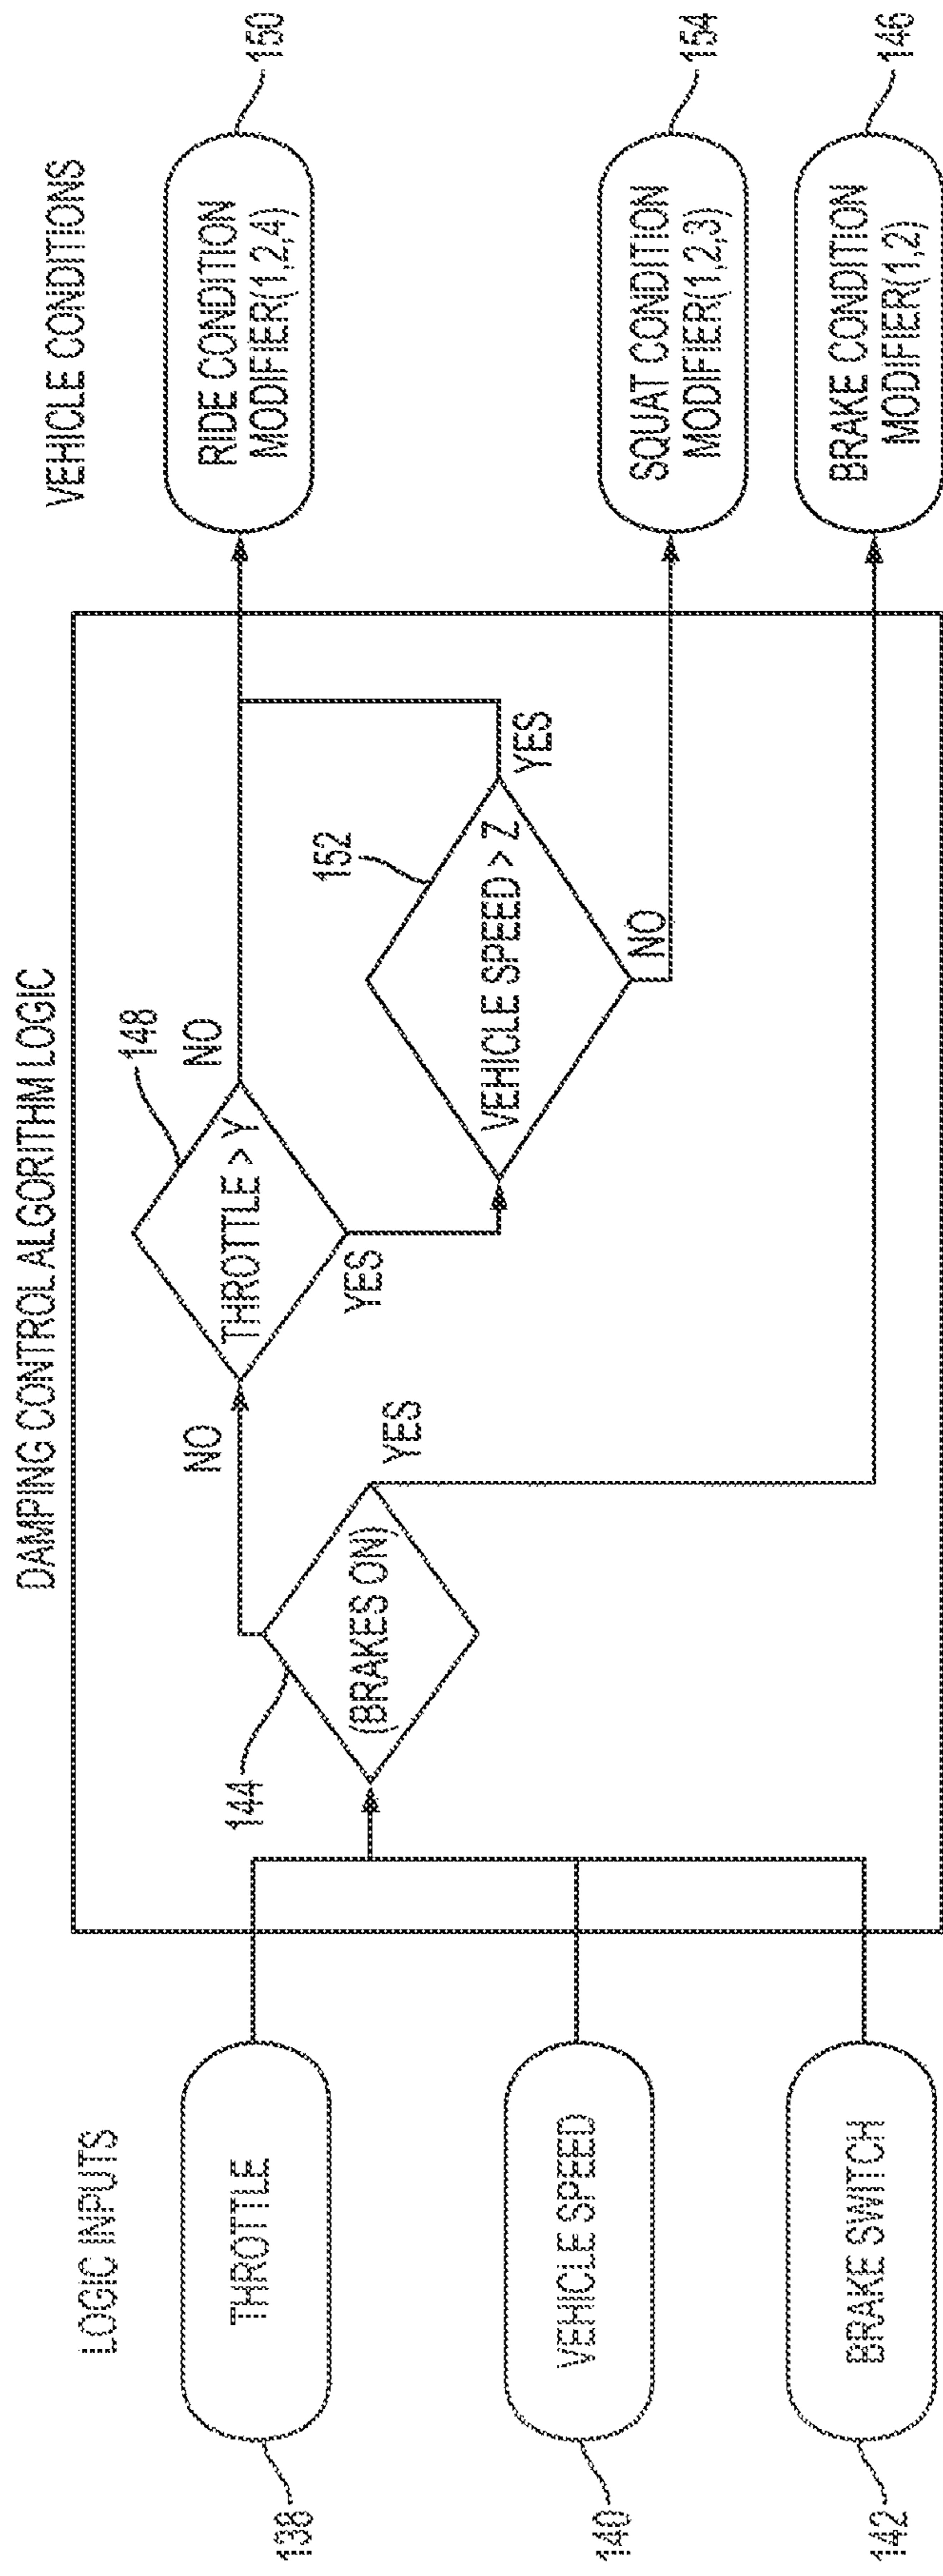 DAMPING CONTROL ALGORITHM LOGIC
LOGIC INPUTS
VEHICLE CONDITIONS
138
THROTTLE
140
VEHICLE SPEED
142
BRAKE SWITCH
144
(BRAKES ON)
NO
YES
148
THROTTLE > Y
NO
YES
152
VEHICLE SPEED > Z
YES
NO
RIDE CONDITION
MODIFIER(1,2,4)
150
SQUAT CONDITION
MODIFIER(1,2,3)
154
BRAKE CONDITION
MODIFIER(1,2)
146